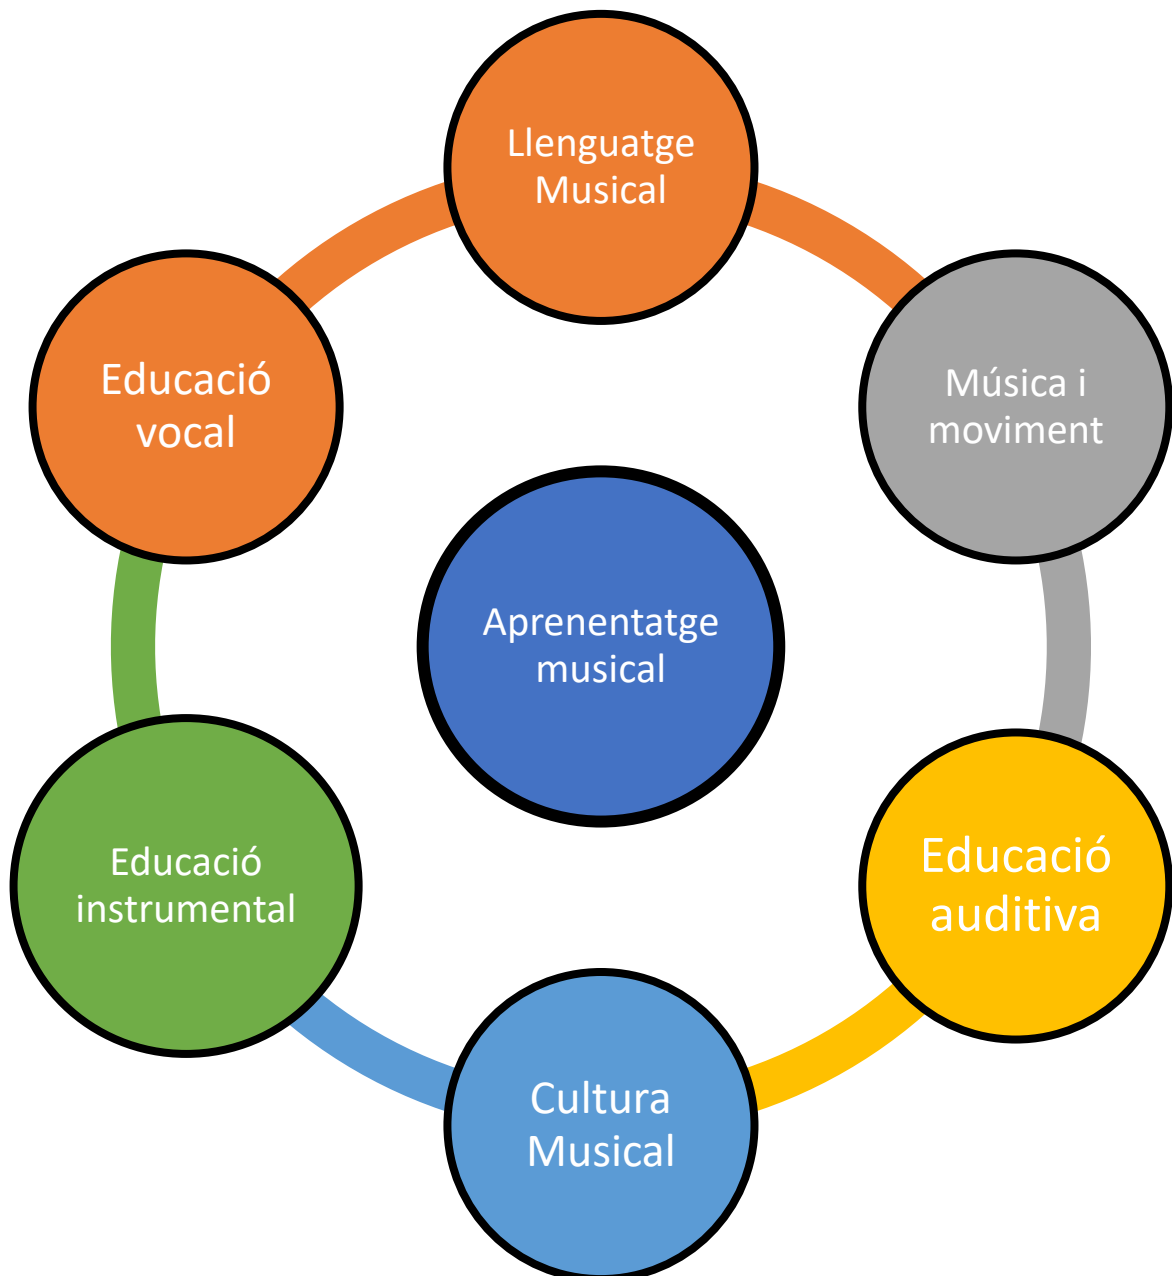 Llenguatge
Musical
Educació
vocal
Música i
moviment
Aprenentatge
musical
Educació
instrumental
Educació
auditiva
Cultura
Musical